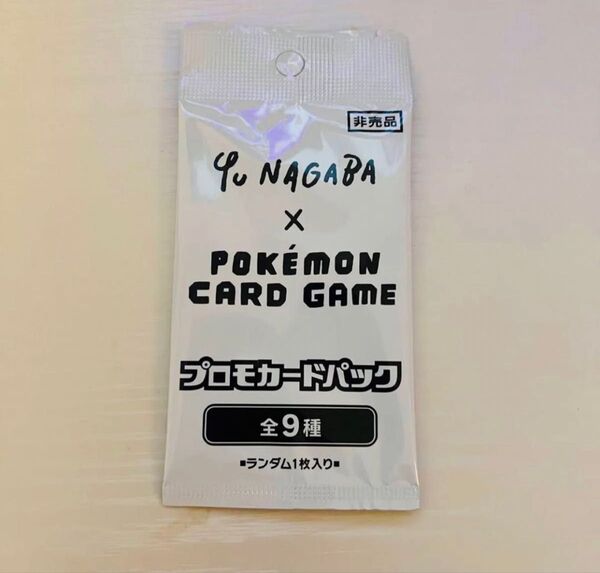 非売品
Yu NAGABA
×
POKÉMON
CARD GAME
プロモカードパック
全9種
■ランダム1枚入り■